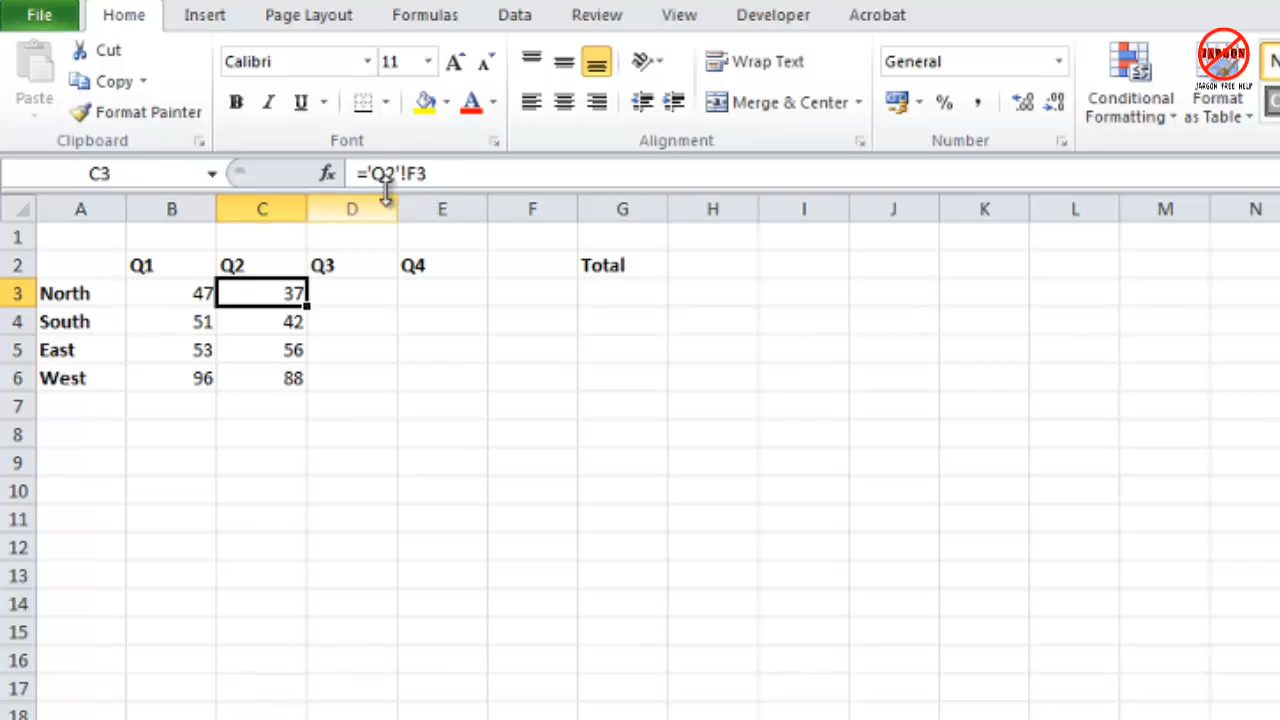 File Home Insert Page Layout Formulas Data Review View Developer Acrobat
Cut
Copy
Format Painter
Paste
Clipboard
Calibri 11
B I U A
Font
Wrap Text
Merge & Center
Alignment
General
%
Number
Conditional
Formatting
Format
as Table
JARGON
JARGON FREE HELP
C3 fx ='Q2'!F3
A B C D E F G H I J K L M N
1
2 Q1 Q2 Q3 Q4 Total
3 North 47 37
4 South 51 42
5 East 53 56
6 West 96 88
7
8
9
10
11
12
13
14
15
16
17
18